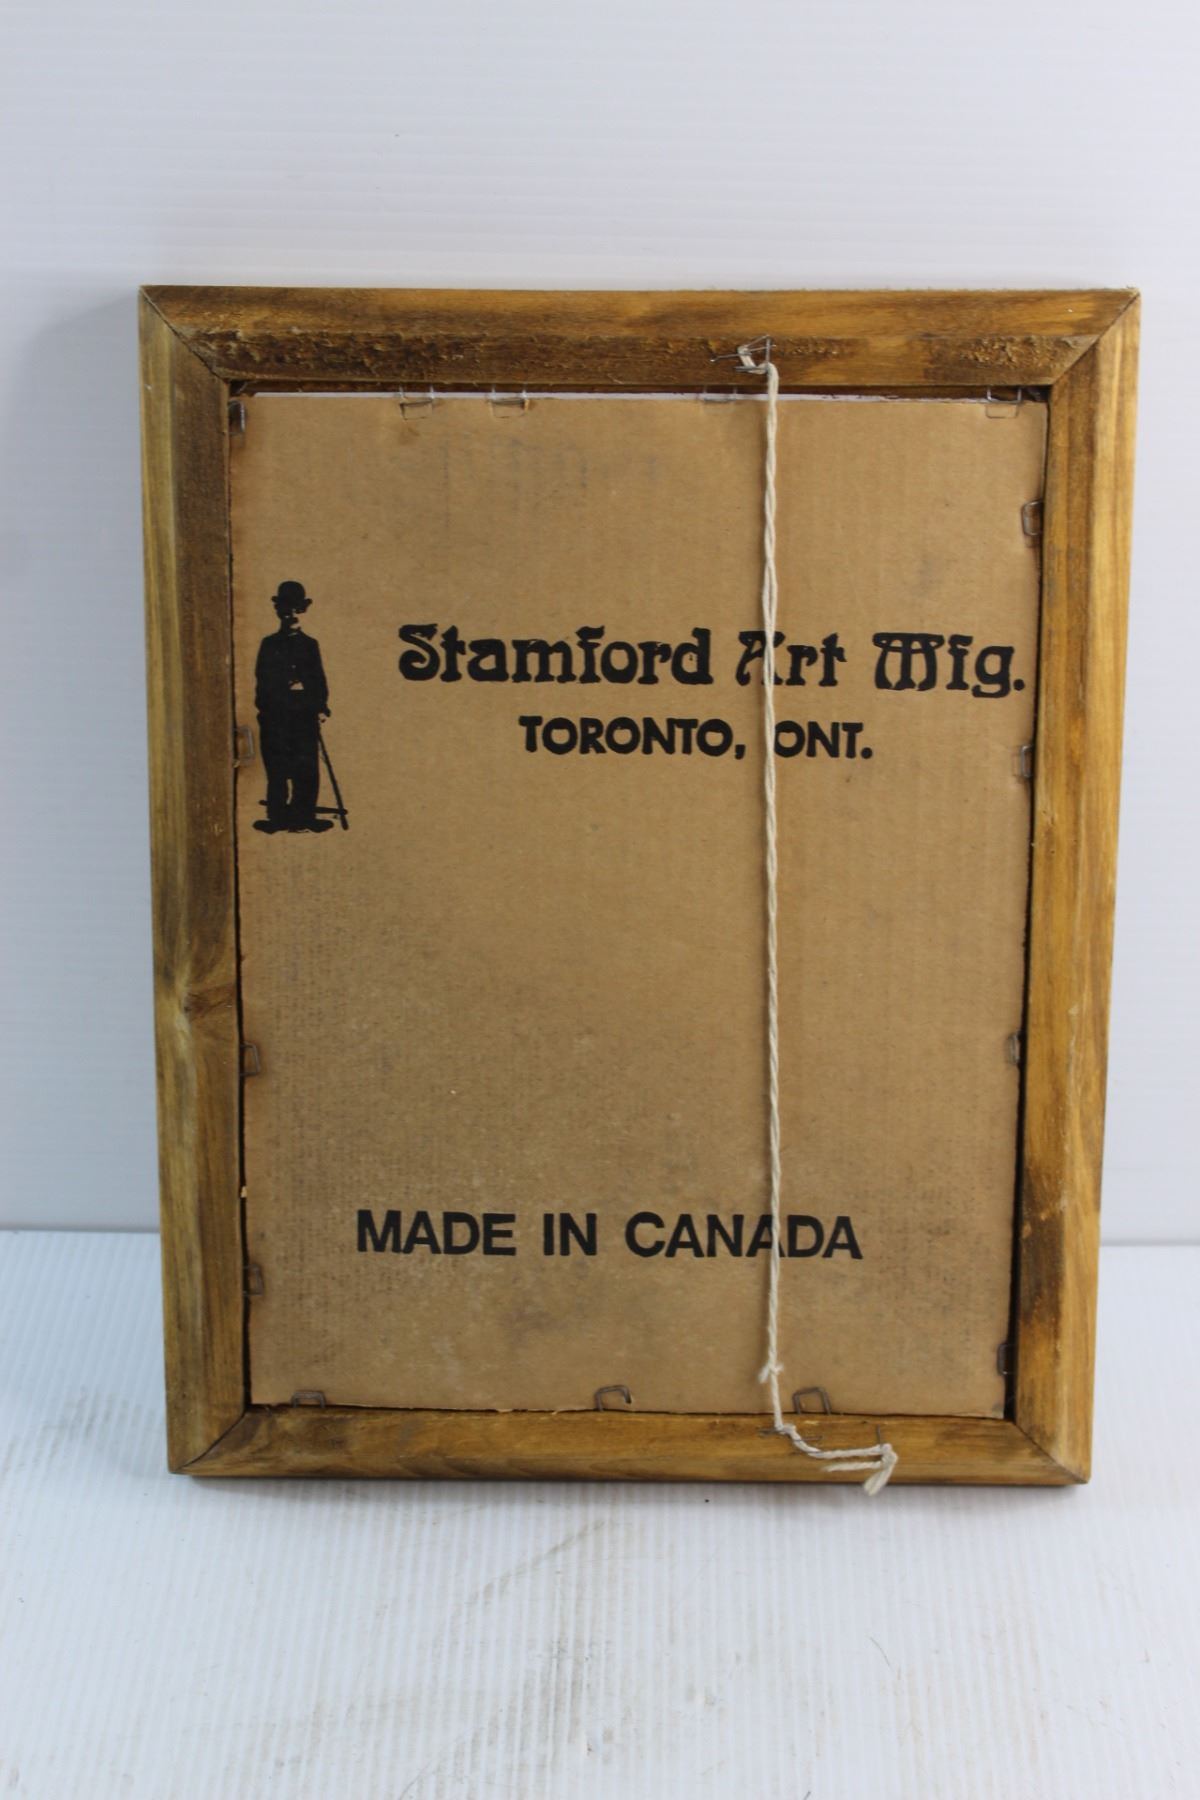 Stamford Art Mfg.
TORONTO, ONT.
MADE IN CANADA